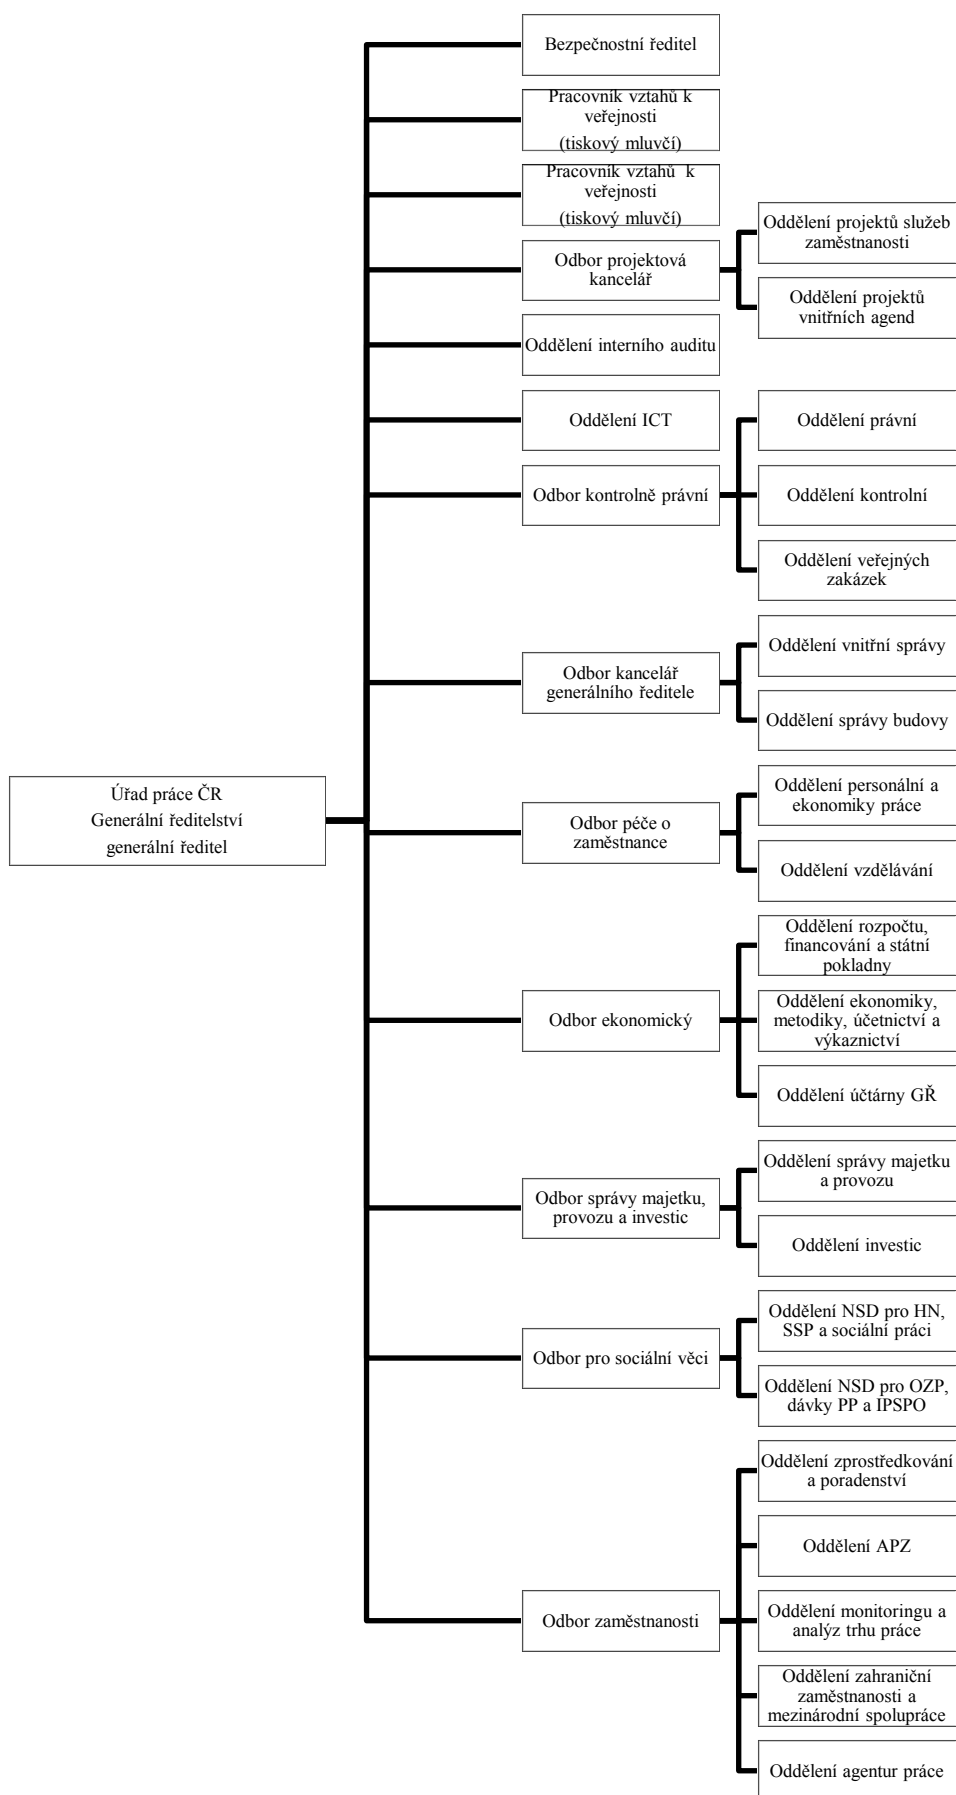 Bezpečnostní ředitel
Pracovník vztahů k
veřejnosti
(tiskový mluvčí)
Pracovník vztahů k
veřejnosti
(tiskový mluvčí)
Odbor projektová
kancelář
Oddělení projektů služeb
zaměstnanosti
Oddělení projektů
vnitřních agend
Oddělení interního auditu
Oddělení ICT
Odbor kontrolně právní
Oddělení právní
Oddělení kontrolní
Oddělení veřejných
zakázek
Odbor kancelář
generálního ředitele
Oddělení vnitřní správy
Oddělení správy budovy
Úřad práce ČR
Generální ředitelství
generální ředitel
Odbor péče o
zaměstnance
Oddělení personální a
ekonomiky práce
Oddělení vzdělávání
Odbor ekonomický
Oddělení rozpočtu,
financování a státní
pokladny
Oddělení ekonomiky,
metodiky, účetnictví a
výkaznictví
Oddělení účtárny GŘ
Odbor správy majetku,
provozu a investic
Oddělení správy majetku
a provozu
Oddělení investic
Odbor pro sociální věci
Oddělení NSD pro HN,
SSP a sociální práci
Oddělení NSD pro OZP,
dávky PP a IPSPO
Odbor zaměstnanosti
Oddělení zprostředkování
a poradenství
Oddělení APZ
Oddělení monitoringu a
analýz trhu práce
Oddělení zahraniční
zaměstnanosti a
mezinárodní spolupráce
Oddělení agentur práce